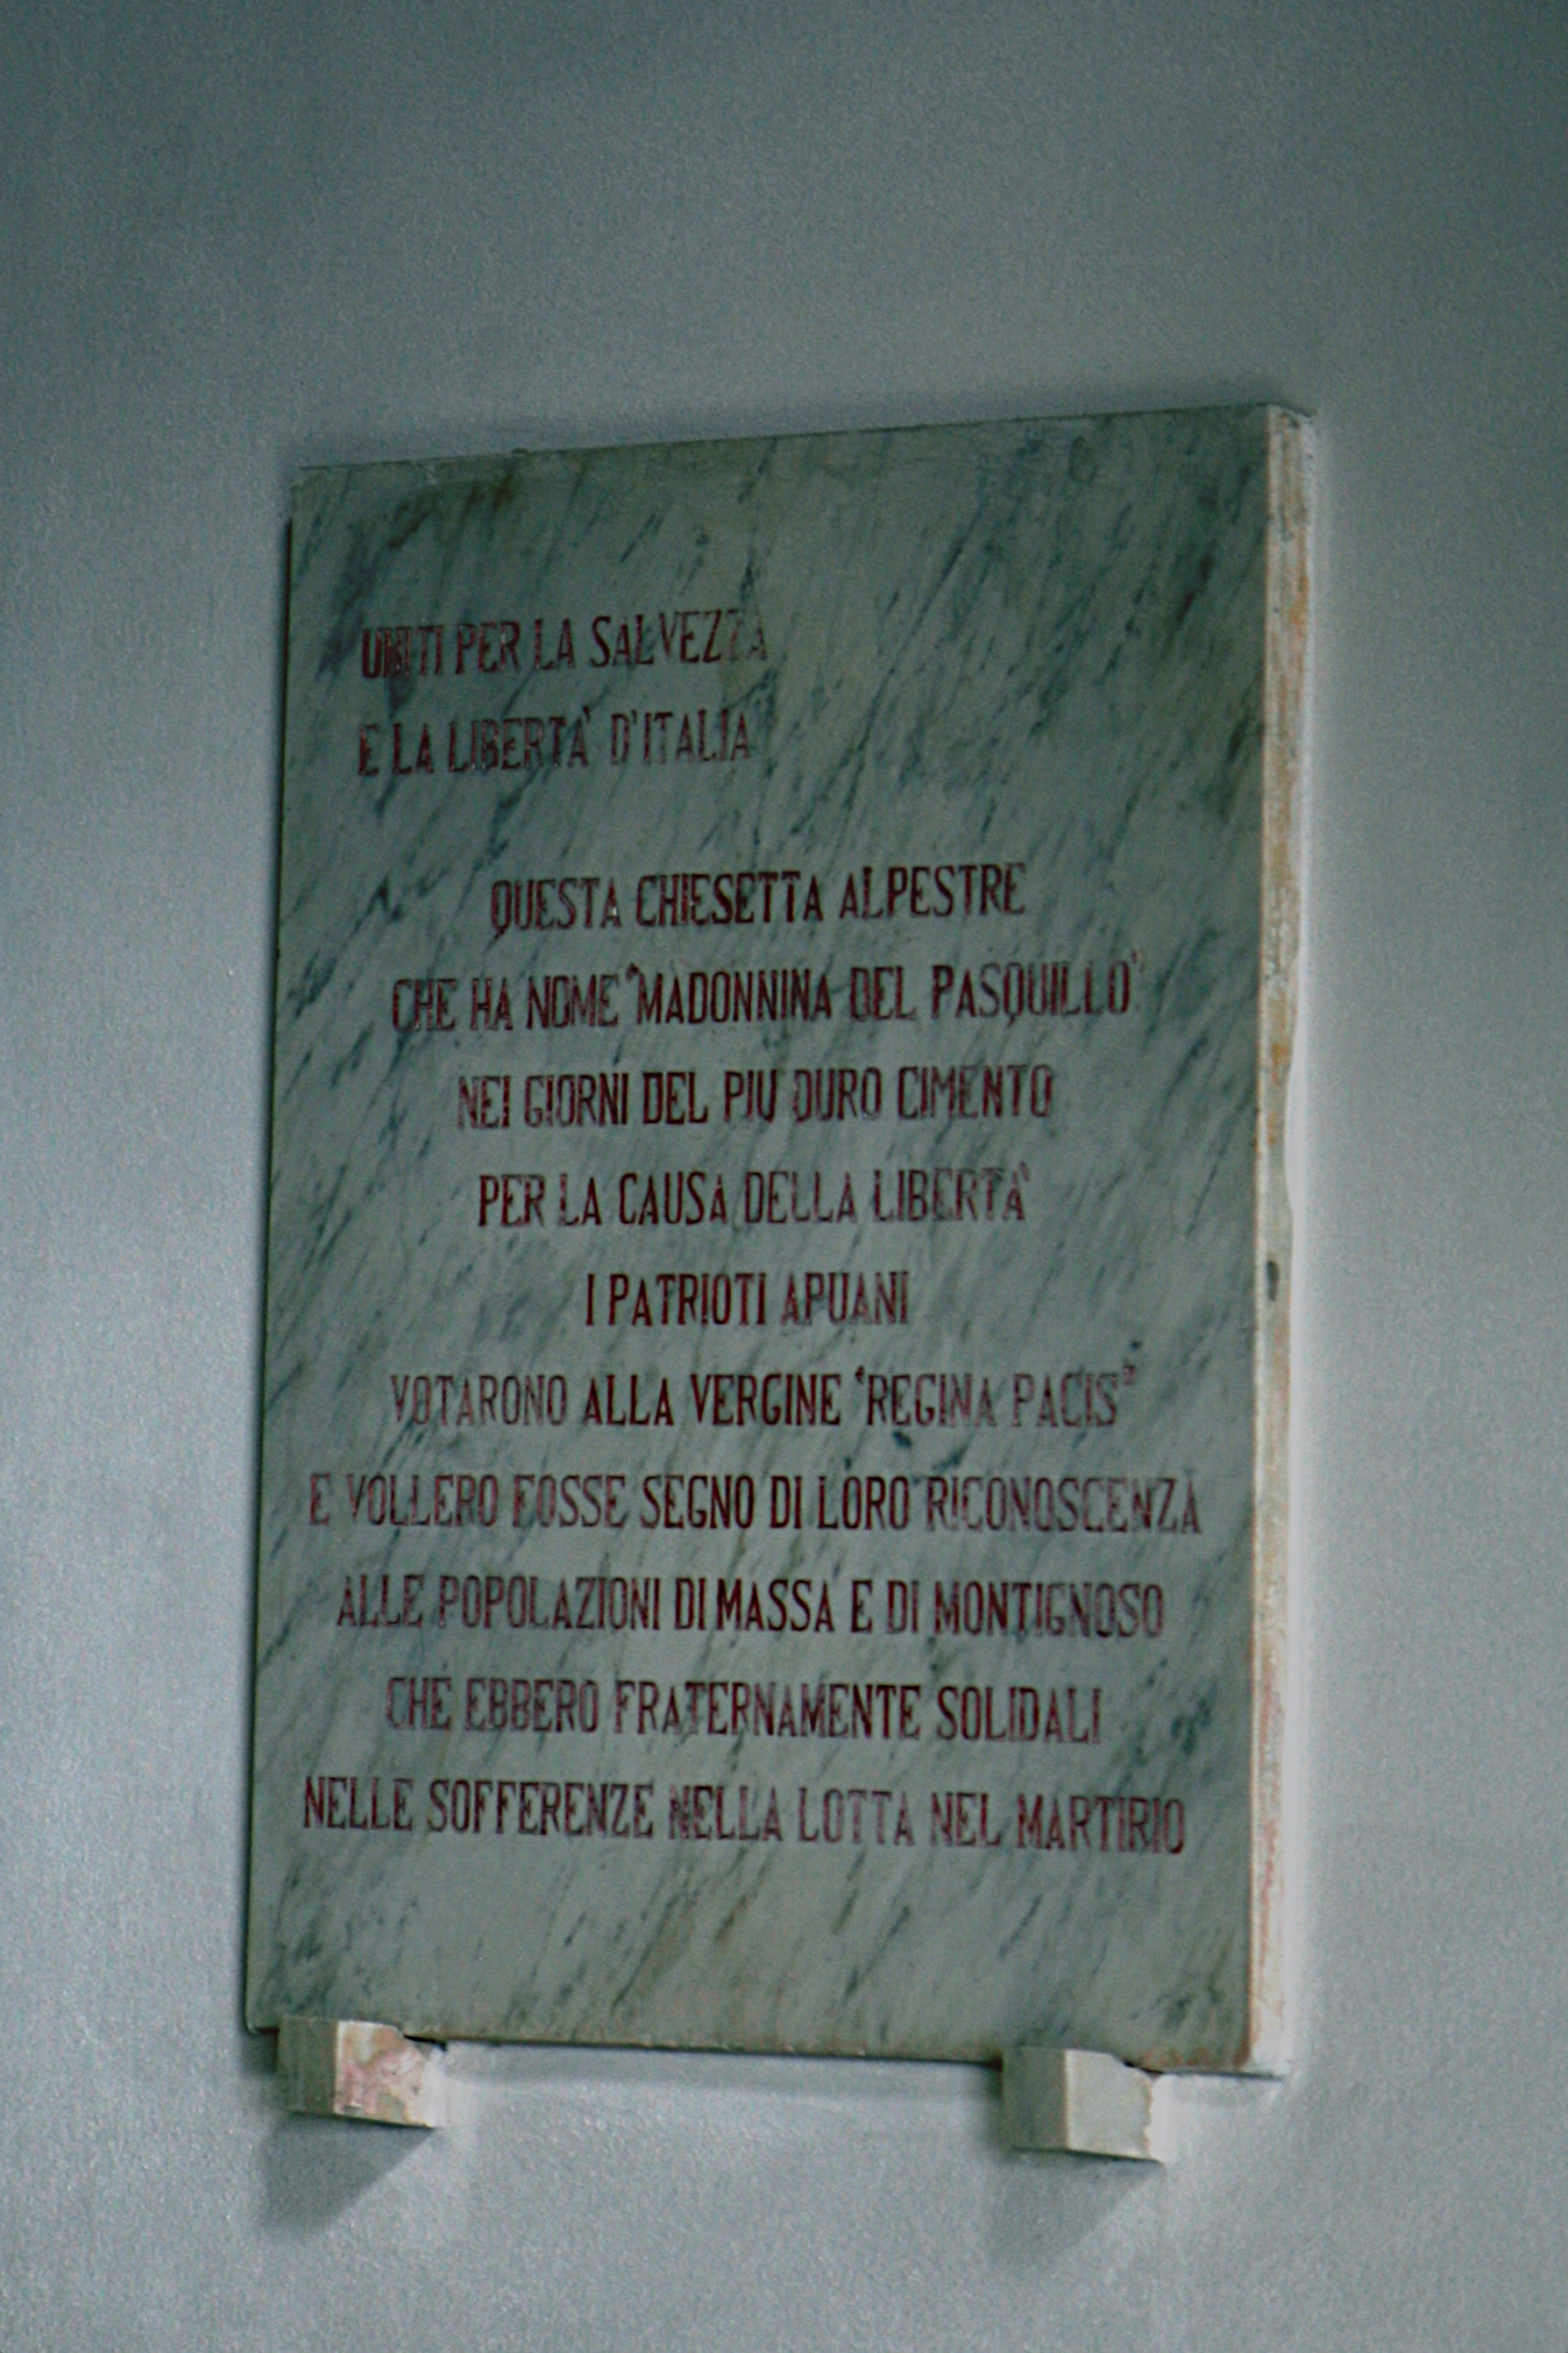 UNITI PER LA SALVEZZA
E LA LIBERTA' D'ITALIA
QUESTA CHIESETTA ALPESTRE
CHE HA NOME "MADONNINA DEL PASQUILLO"
NEI GIORNI DEL PIU' DURO CIMENTO
PER LA CAUSA DELLA LIBERTA'
I PATRIOTI APUANI
VOTARONO ALLA VERGINE "REGINA PACIS"
E VOLLERO FOSSE SEGNO DI LORO RICONOSCENZA
ALLE POPOLAZIONI DI MASSA E DI MONTIGNOSO
CHE EBBERO FRATERNAMENTE SOLIDALI
NELLE SOFFERENZE NELLA LOTTA NEL MARTIRIO